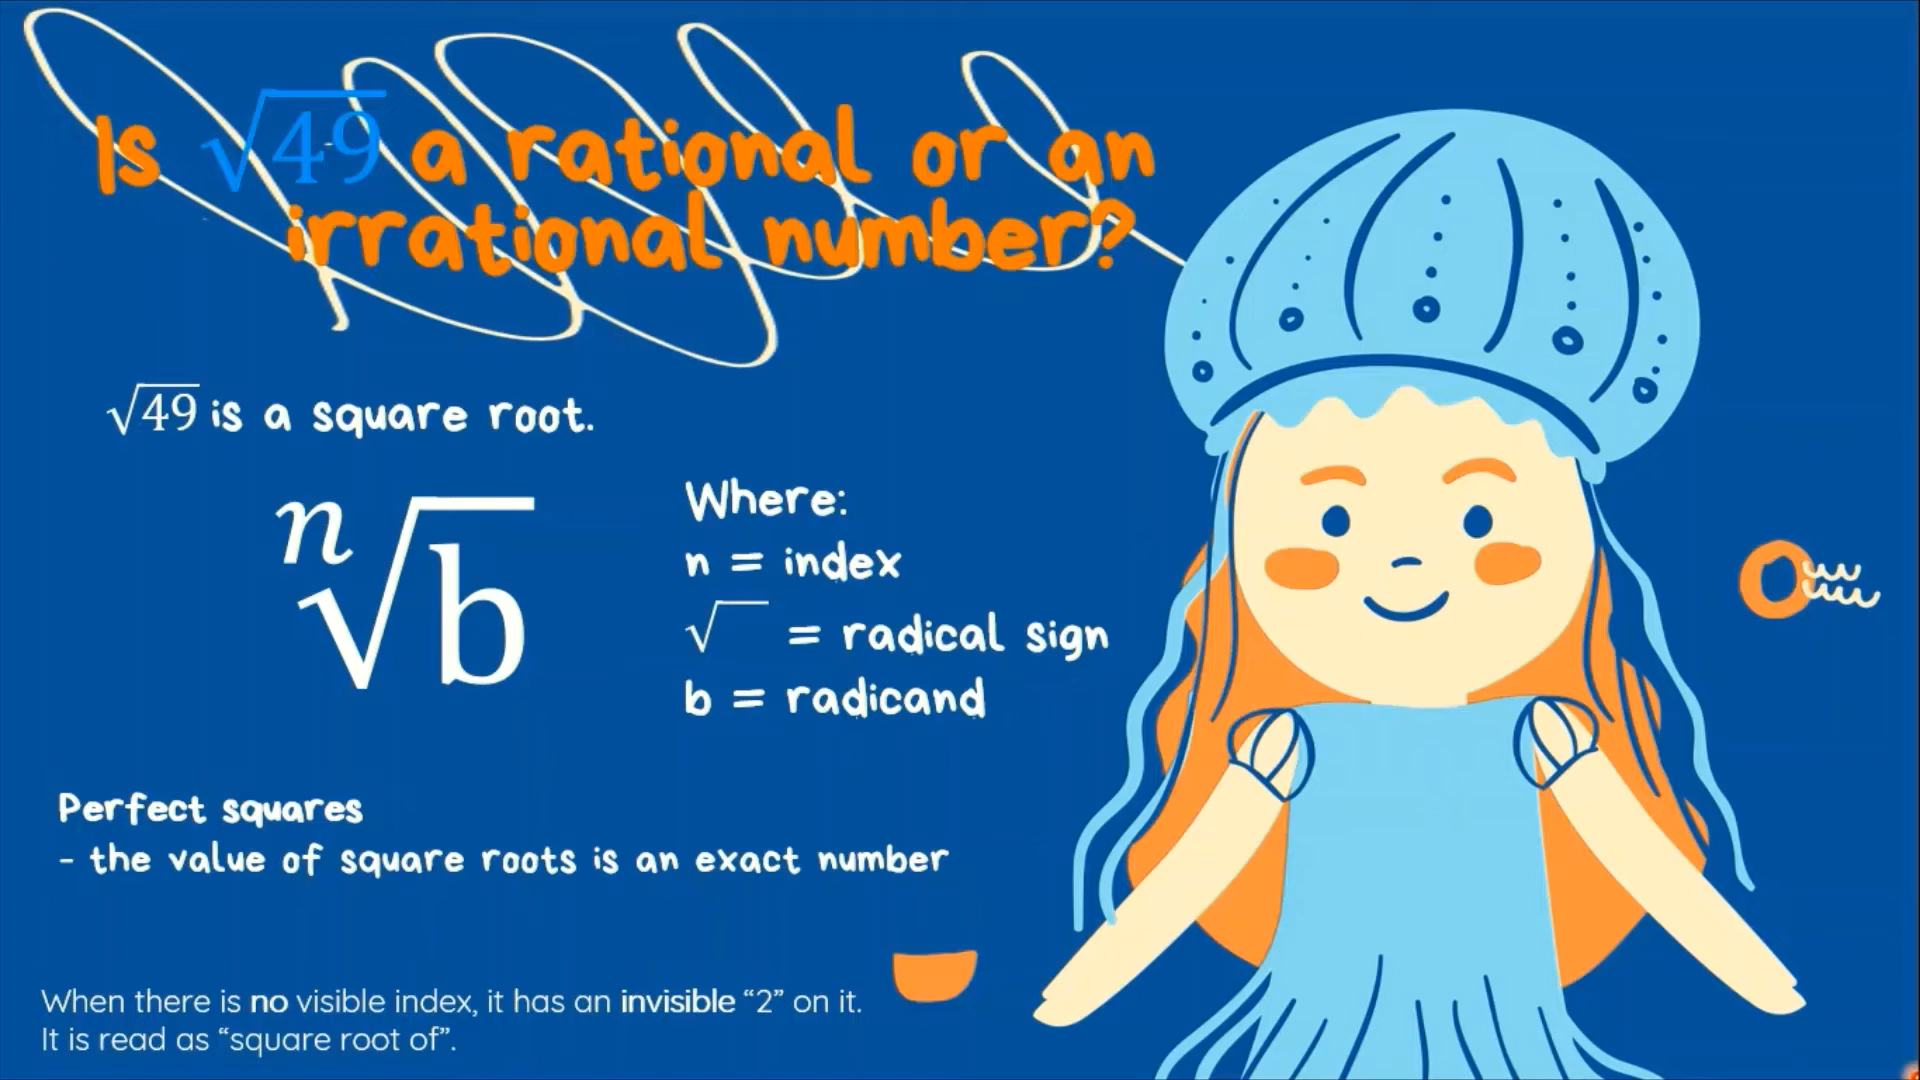 Is √49 a rational or an
irrational number?
√49 is a square root.
ⁿ√b
Where:
n = index
√ = radical sign
b = radicand
Perfect squares
- the value of square roots is an exact number
When there is no visible index, it has an invisible “2” on it.
It is read as “square root of”.